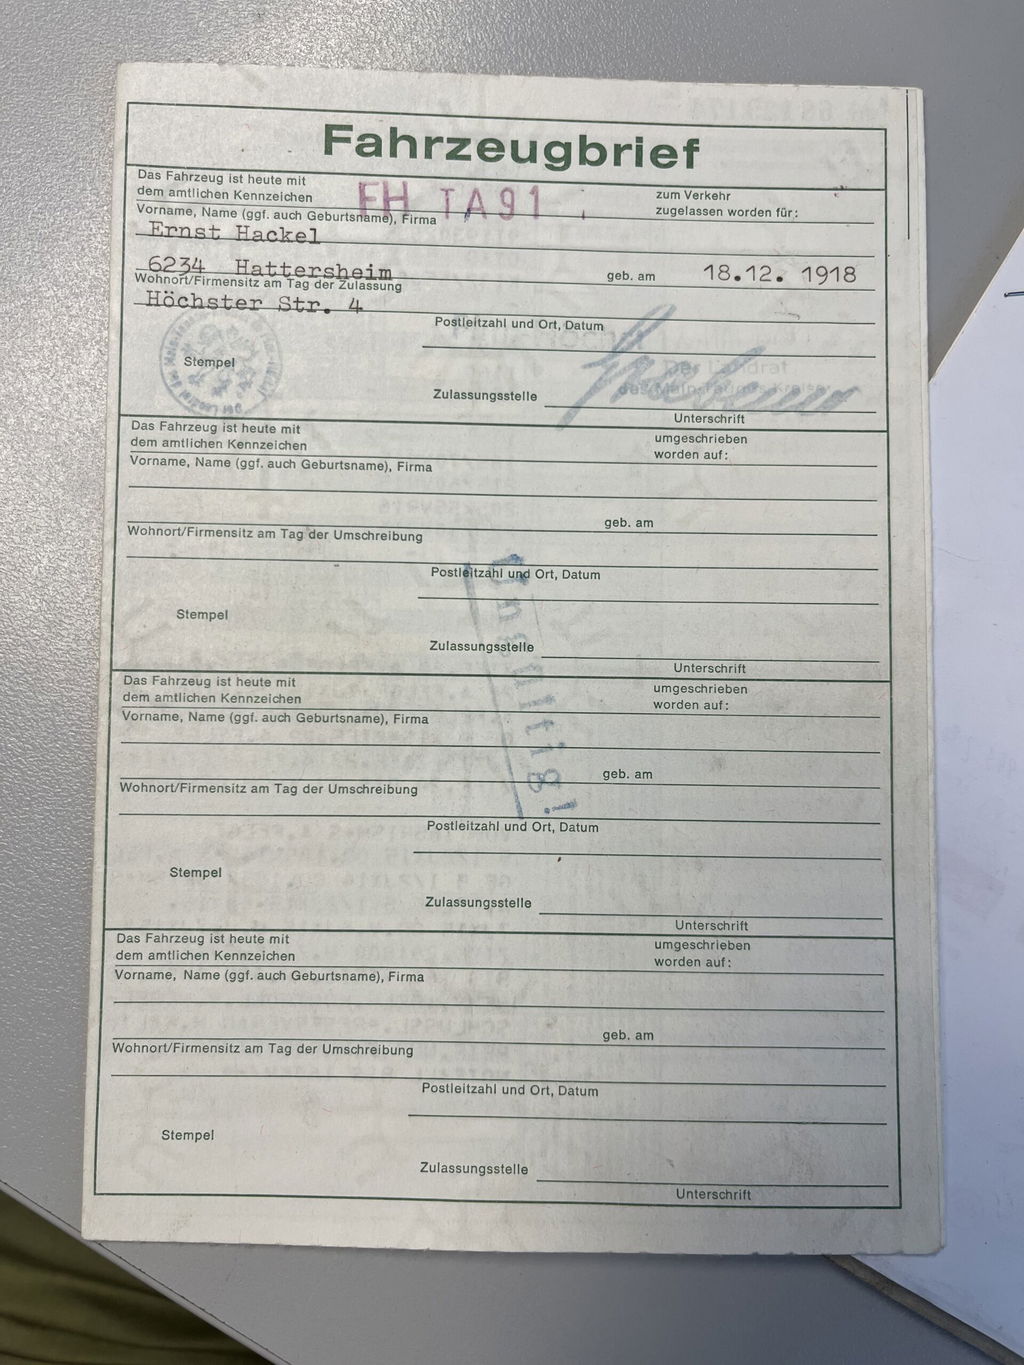 Fahrzeugbrief
Das Fahrzeug ist heute mit
dem amtlichen Kennzeichen
FH TA91
zum Verkehr
zugelassen worden für:
Vorname, Name (ggf. auch Geburtsname), Firma
Ernst Hackel
6234 Hattersheim
geb. am 18.12. 1918
Wohnort/Firmensitz am Tag der Zulassung
Höchster Str. 4
Postleitzahl und Ort, Datum
Stempel
Der Landrat
des Main-Taunus-Kreises
Zulassungsstelle
Unterschrift
Das Fahrzeug ist heute mit
dem amtlichen Kennzeichen
umgeschrieben
worden auf:
Vorname, Name (ggf. auch Geburtsname), Firma
geb. am
Wohnort/Firmensitz am Tag der Umschreibung
Postleitzahl und Ort, Datum
Stempel
Zulassungsstelle
Unterschrift
Ungültig!
Das Fahrzeug ist heute mit
dem amtlichen Kennzeichen
umgeschrieben
worden auf:
Vorname, Name (ggf. auch Geburtsname), Firma
geb. am
Wohnort/Firmensitz am Tag der Umschreibung
Postleitzahl und Ort, Datum
Stempel
Zulassungsstelle
Unterschrift
Das Fahrzeug ist heute mit
dem amtlichen Kennzeichen
umgeschrieben
worden auf:
Vorname, Name (ggf. auch Geburtsname), Firma
geb. am
Wohnort/Firmensitz am Tag der Umschreibung
Postleitzahl und Ort, Datum
Stempel
Zulassungsstelle
Unterschrift